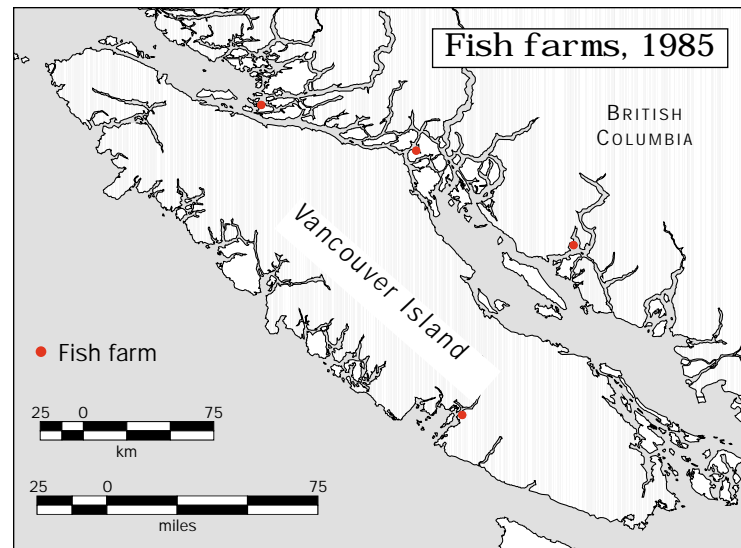 Fish farms, 1985
BRITISH
COLUMBIA
Vancouver Island
Fish farm
25 0 75
km
25 0 75
miles